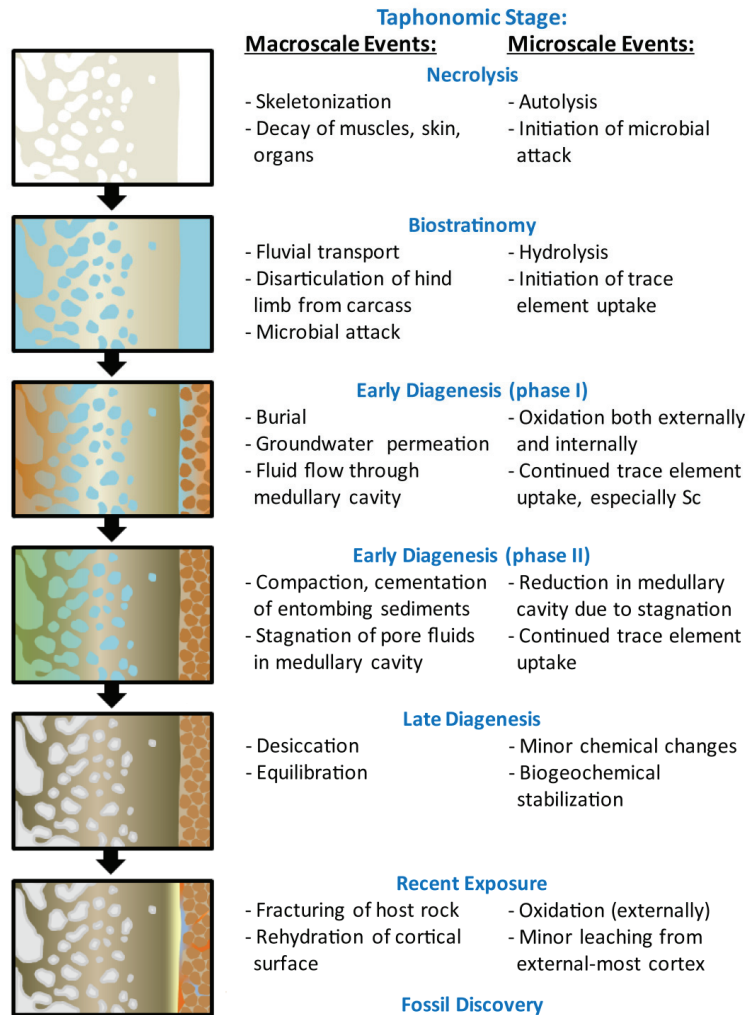 Taphonomic Stage:
Macroscale Events: Microscale Events:
Necrolysis
- Skeletonization
- Decay of muscles, skin,
organs
- Autolysis
- Initiation of microbial
attack
Biostratinomy
- Fluvial transport
- Disarticulation of hind
limb from carcass
- Microbial attack
- Hydrolysis
- Initiation of trace
element uptake
Early Diagenesis (phase I)
- Burial
- Groundwater permeation
- Fluid flow through
medullary cavity
- Oxidation both externally
and internally
- Continued trace element
uptake, especially Sc
Early Diagenesis (phase II)
- Compaction, cementation
of entombing sediments
- Stagnation of pore fluids
in medullary cavity
- Reduction in medullary
cavity due to stagnation
- Continued trace element
uptake
Late Diagenesis
- Desiccation
- Equilibration
- Minor chemical changes
- Biogeochemical
stabilization
Recent Exposure
- Fracturing of host rock
- Rehydration of cortical
surface
- Oxidation (externally)
- Minor leaching from
external-most cortex
Fossil Discovery